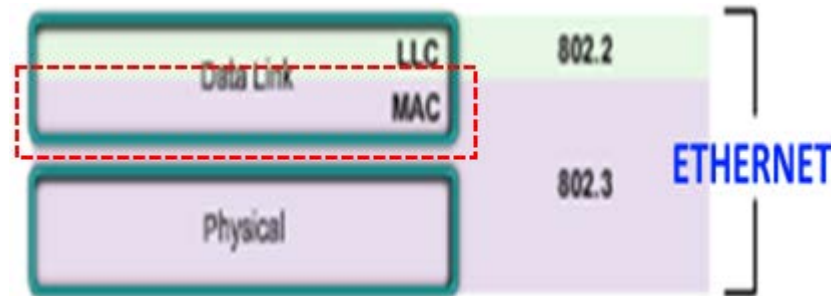 LLC
802.2
Data Link
MAC
802.3
ETHERNET
Physical